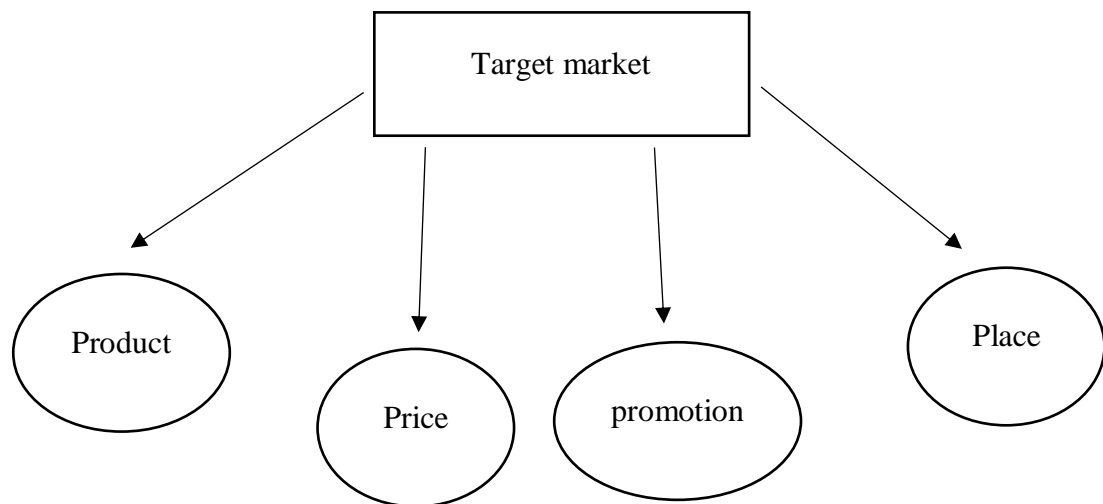 Target market
Product
Place
Price
promotion